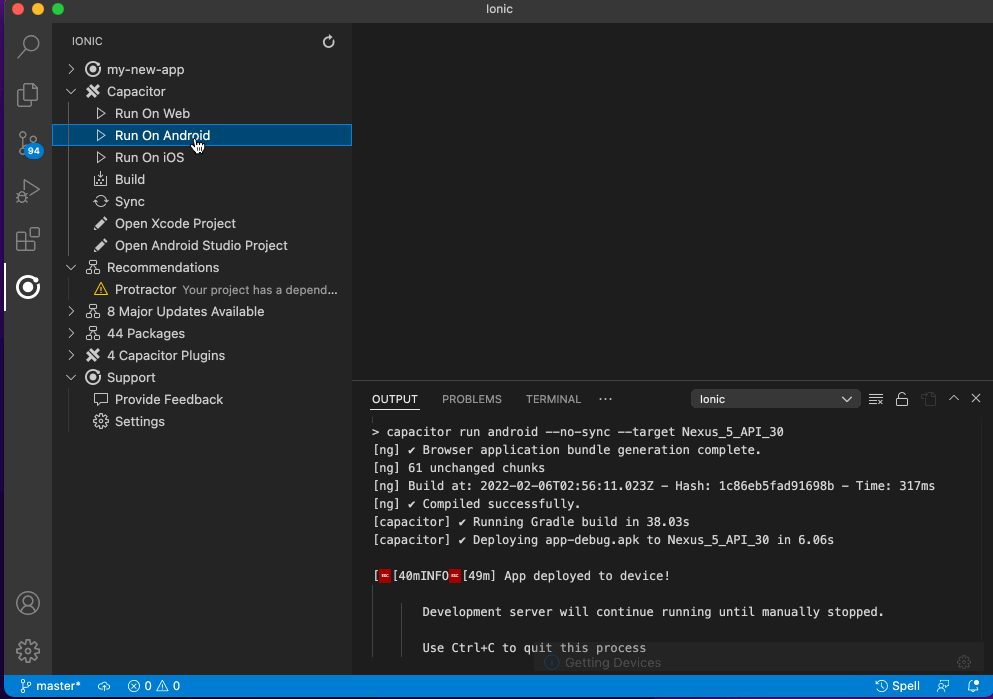 Ionic
IONIC
my-new-app
Capacitor
Run On Web
Run On Android
Run On iOS
Build
Sync
Open Xcode Project
Open Android Studio Project
Recommendations
Protractor Your project has a depend...
8 Major Updates Available
44 Packages
4 Capacitor Plugins
Support
Provide Feedback
Settings
94
OUTPUT PROBLEMS TERMINAL ··· Ionic
> capacitor run android --no-sync --target Nexus_5_API_30
[ng] ✔ Browser application bundle generation complete.
[ng] 61 unchanged chunks
[ng] Build at: 2022-02-06T02:56:11.023Z - Hash: 1c86eb5fad91698b - Time: 317ms
[ng] ✔ Compiled successfully.
[capacitor] ✔ Running Gradle build in 38.03s
[capacitor] ✔ Deploying app-debug.apk to Nexus_5_API_30 in 6.06s
[ESC[40mINFOESC[49m] App deployed to device!
Development server will continue running until manually stopped.
Use Ctrl+C to quit this process
Getting Devices
master* 0 0 Spell